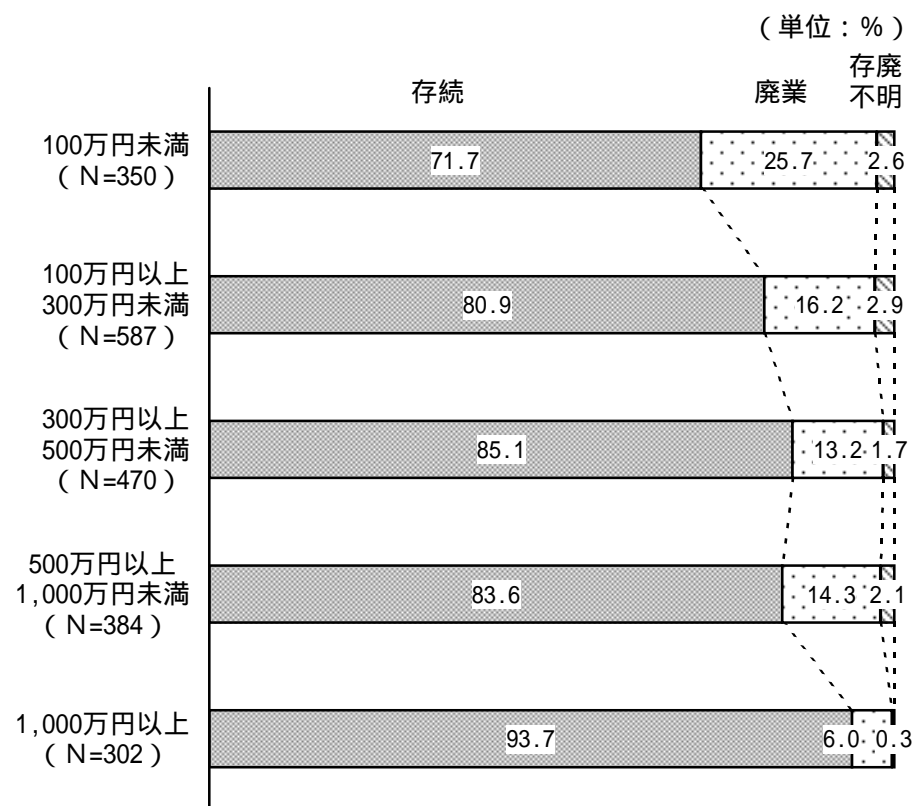 （単位：％）
存続
廃業
存廃
不明
100万円未満
（Ｎ=350）
71.7
25.7
2.6
100万円以上
300万円未満
（Ｎ=587）
80.9
16.2
2.9
300万円以上
500万円未満
（Ｎ=470）
85.1
13.2
1.7
500万円以上
1,000万円未満
（Ｎ=384）
83.6
14.3
2.1
1,000万円以上
（Ｎ=302）
93.7
6.0
0.3